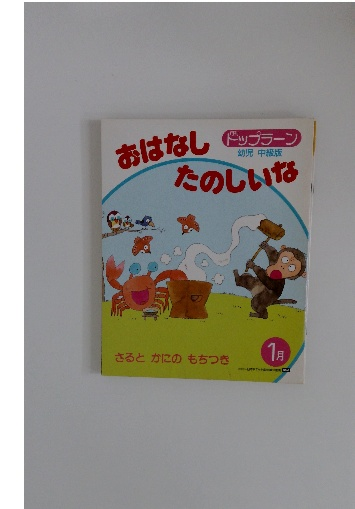 トップラーン
幼児 中級版
おはなし
たのしいな
さると かにの もちつき
1月